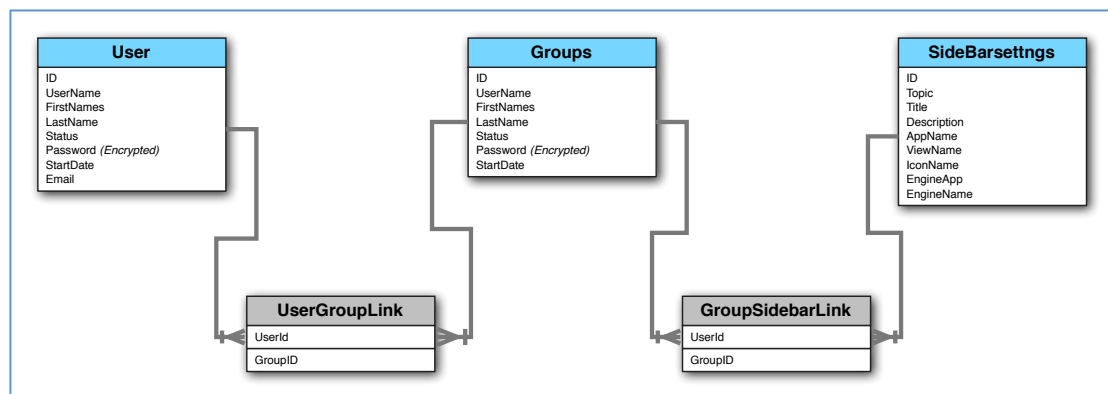 User
ID
UserName
FirstNames
LastName
Status
Password (Encrypted)
StartDate
Email
Groups
ID
UserName
FirstNames
LastName
Status
Password (Encrypted)
StartDate
SideBarsettngs
ID
Topic
Title
Description
AppName
ViewName
IconName
EngineApp
EngineName
UserGroupLink
UserId
GroupID
GroupSidebarLink
UserId
GroupID